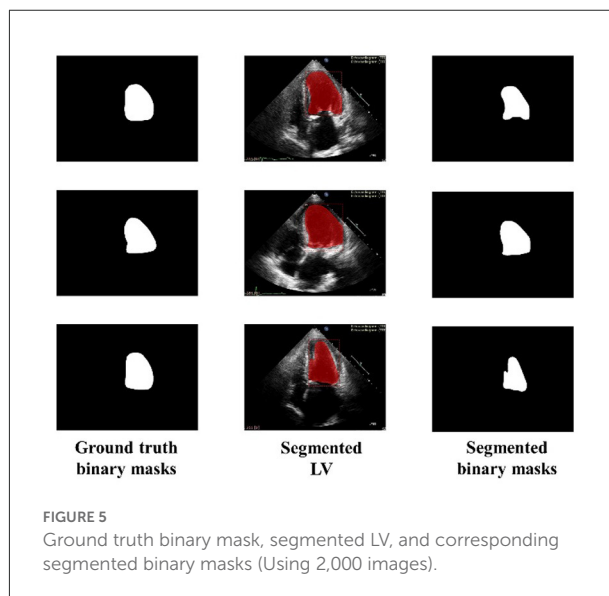 Ground truth
binary masks
Segmented
LV
Segmented
binary masks
FIGURE 5
Ground truth binary mask, segmented LV, and corresponding
segmented binary masks (Using 2,000 images).